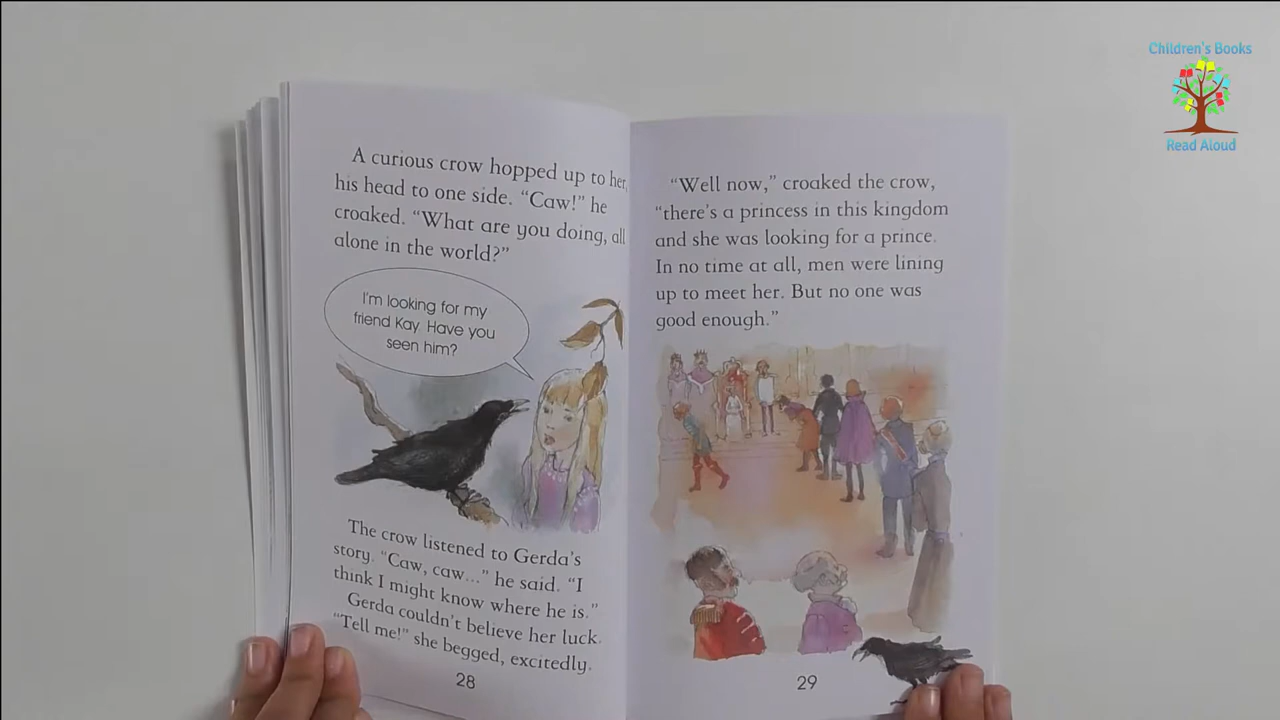 A curious crow hopped up to her,
his head to one side. “Caw!” he
croaked. “What are you doing, all
alone in the world?”
I'm looking for my
friend Kay. Have you
seen him?
The crow listened to Gerda's
story. “Caw, caw...” he said. “I
think I might know where he is.”
Gerda couldn't believe her luck.
“Tell me!” she begged, excitedly.
28
“Well now,” croaked the crow,
“there's a princess in this kingdom
and she was looking for a prince.
In no time at all, men were lining
up to meet her. But no one was
good enough.”
29
Children's Books
Read Aloud